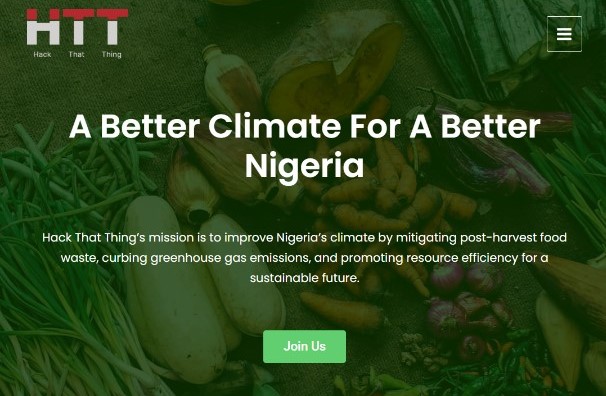 HTT
Hack That Thing
A Better Climate For A Better
Nigeria
Hack That Thing's mission is to improve Nigeria's climate by mitigating post-harvest food
waste, curbing greenhouse gas emissions, and promoting resource efficiency for a
sustainable future.
Join Us